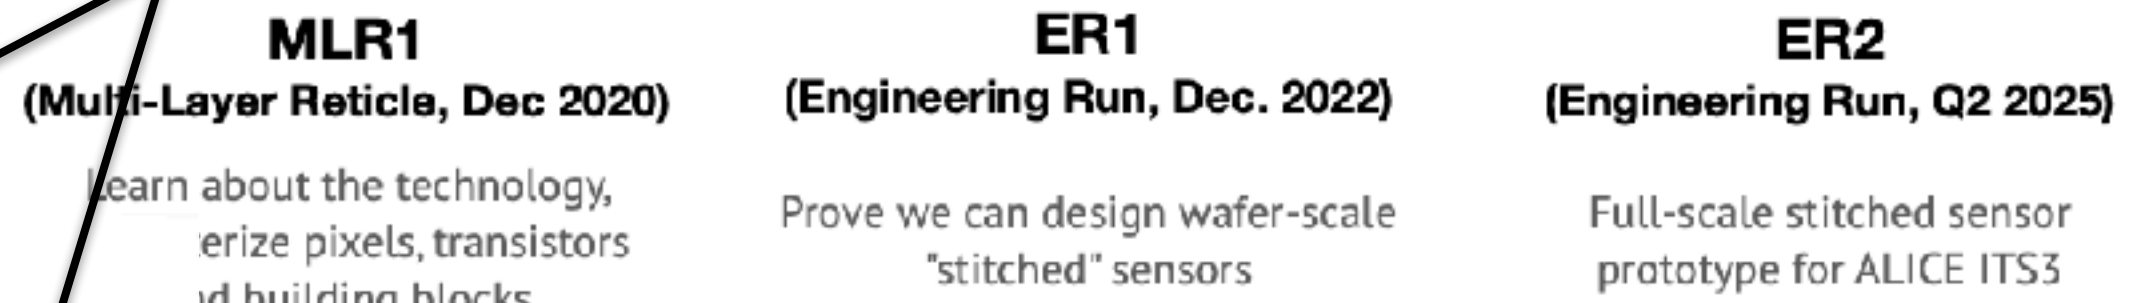 MLR1
(Multi-Layer Reticle, Dec 2020)
Learn about the technology,
pixels, transistors
building blocks
ER1
(Engineering Run, Dec. 2022)
Prove we can design wafer-scale
"stitched" sensors
ER2
(Engineering Run, Q2 2025)
Full-scale stitched sensor
prototype for ALICE ITS3